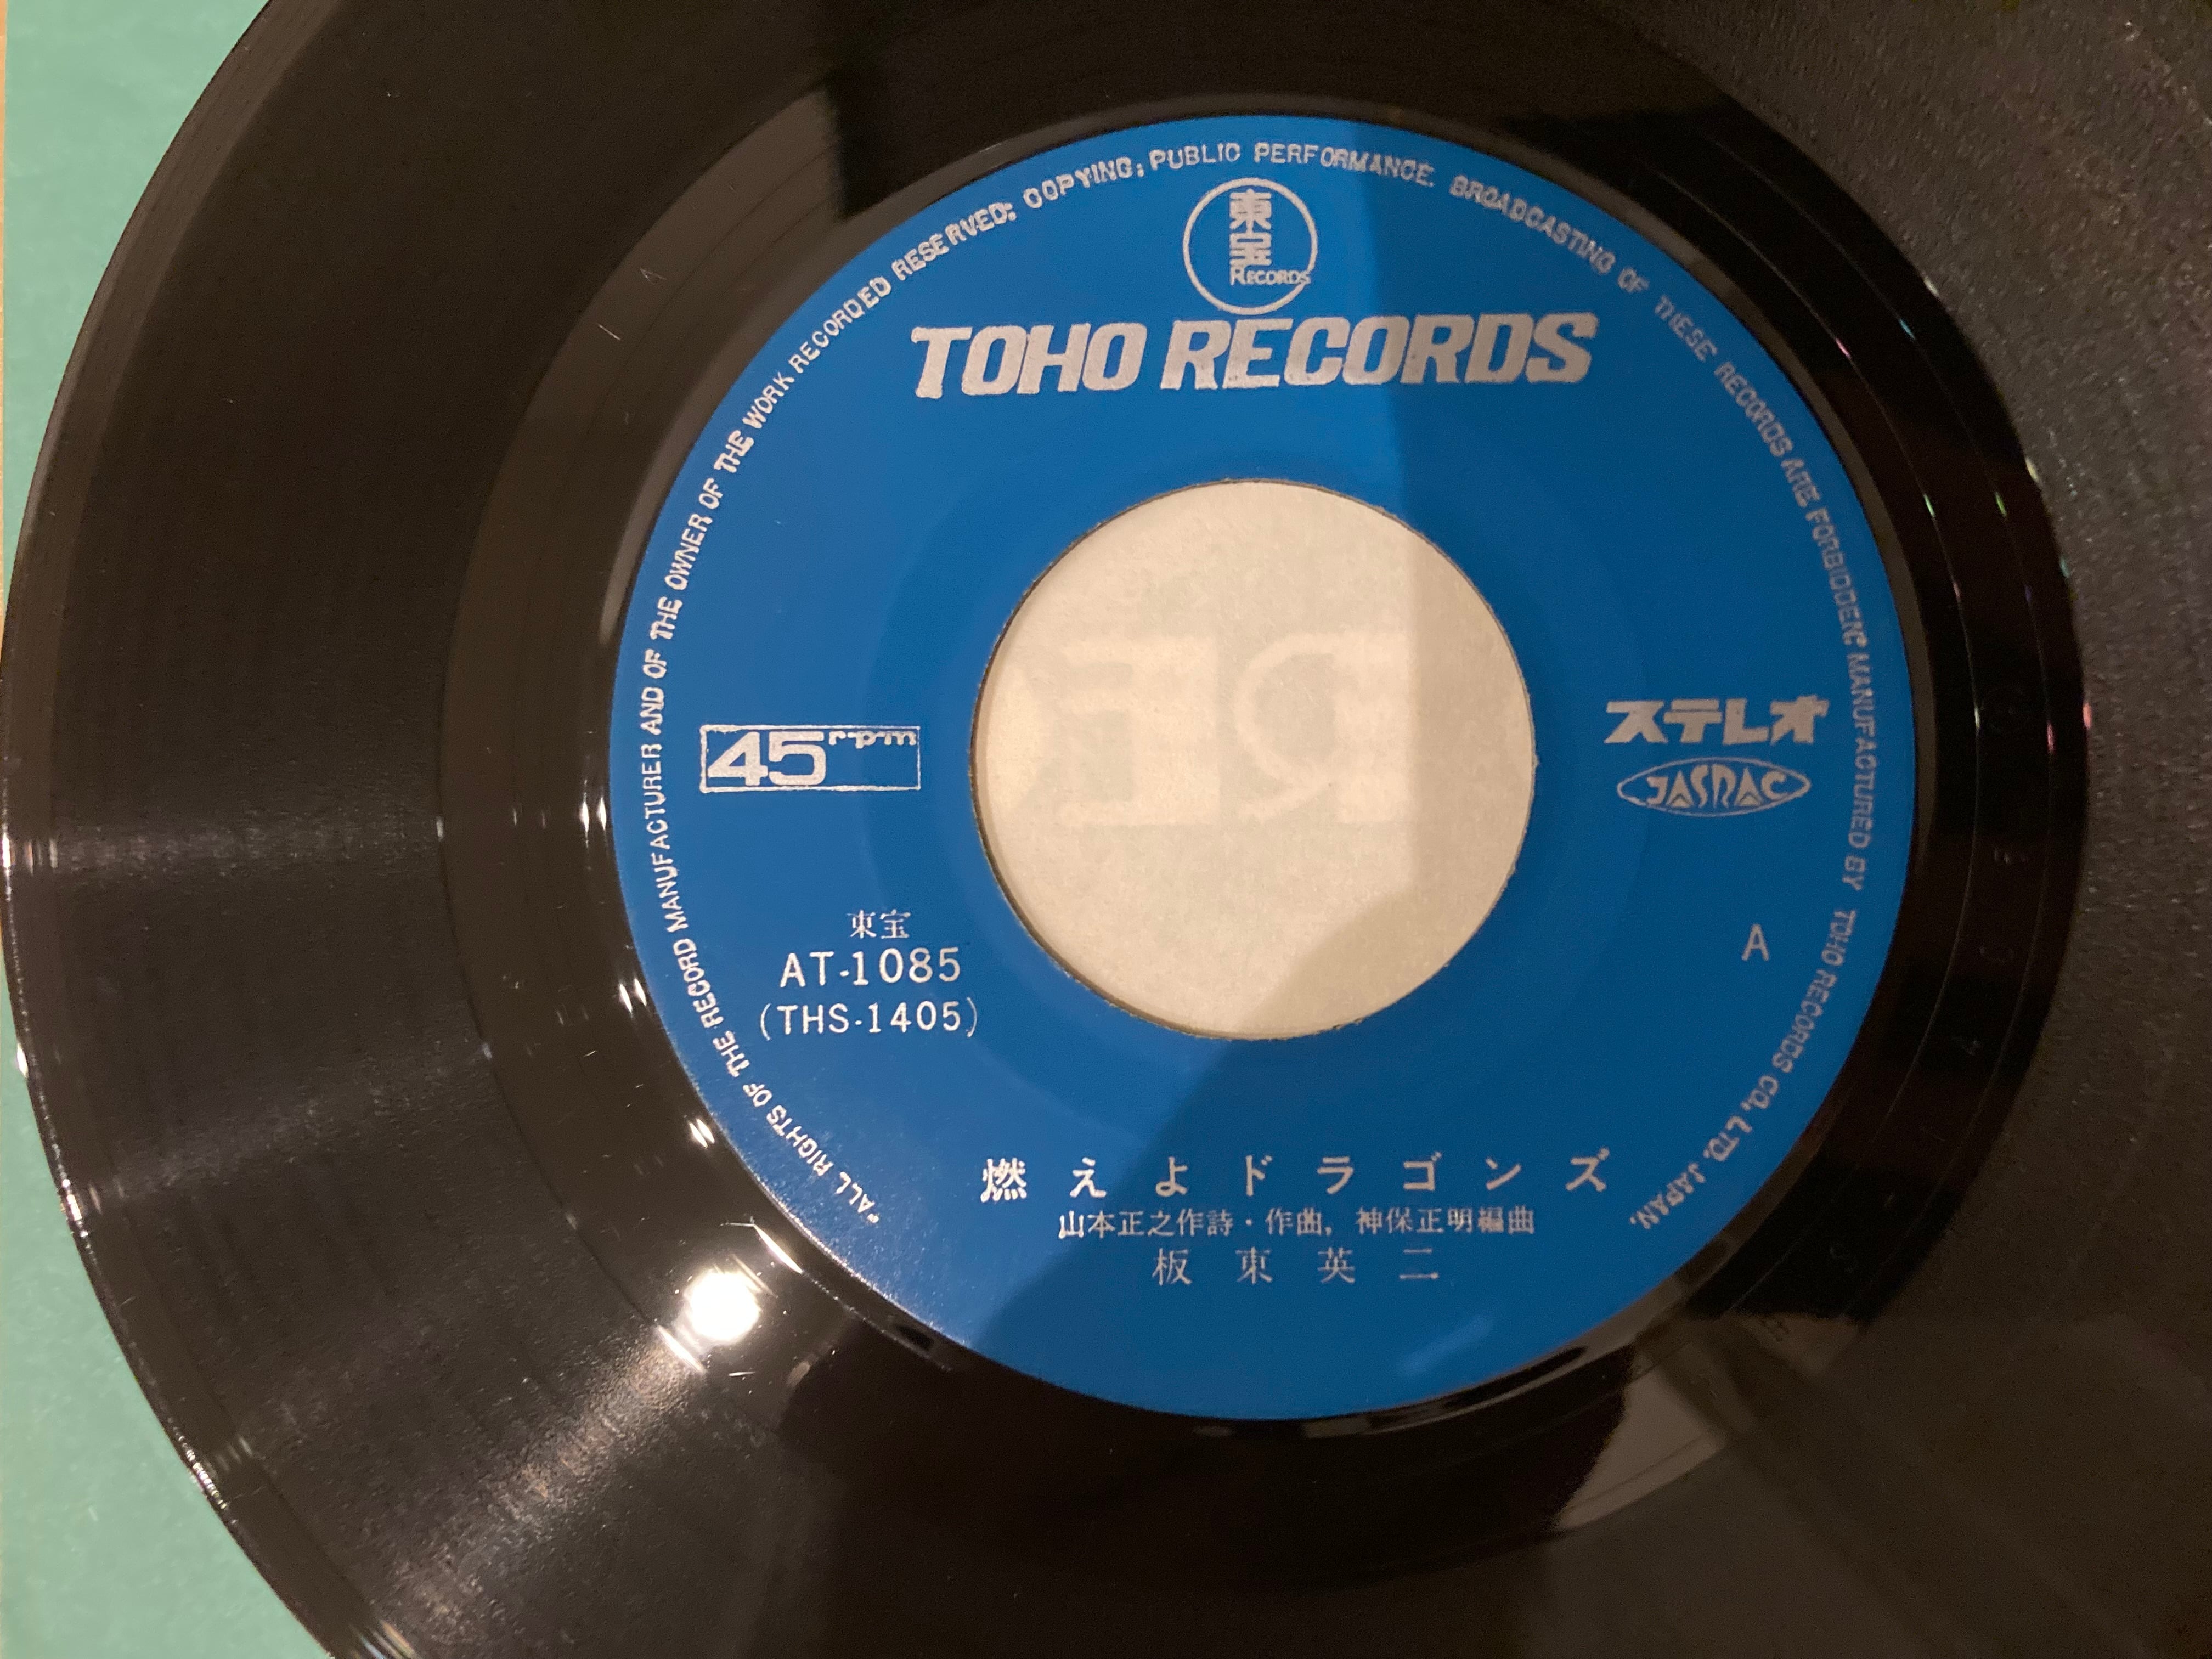 "ALL RIGHTS OF THE RECORD MANUFACTURER AND OF THE OWNER OF THE WORK RECORDED RESERVED; COPYING; PUBLIC PERFORMANCE. BROADCASTING OF THESE RECORDS ARE FORBIDDEN." MANUFACTURED BY TOHO RECORDS CO., LTD. JAPAN.
東宝
RECORDS
TOHO RECORDS
RE
45rpm
ステレオ
JASRAC
東宝
AT-1085
(THS-1405)
A
燃えよドラゴンズ
山本正之作詩・作曲, 神保正明編曲
板東英二